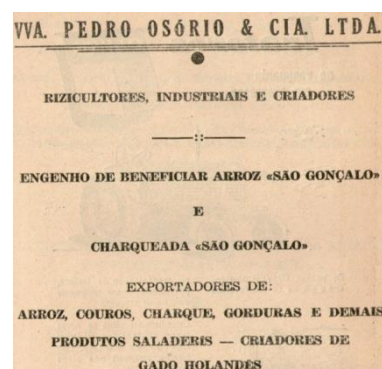 VVA. PEDRO OSÓRIO & CIA. LTDA.
RIZICULTORES, INDUSTRIAIS E CRIADORES
ENGENHO DE BENEFICIAR ARROZ «SÃO GONÇALO»
E
CHARQUEADA «SÃO GONÇALO»
EXPORTADORES DE:
ARROZ, COUROS, CHARQUE, GORDURAS E DEMAIS
PRODUTOS SALADERÍS — CRIADORES DE
GADO HOLANDÊS